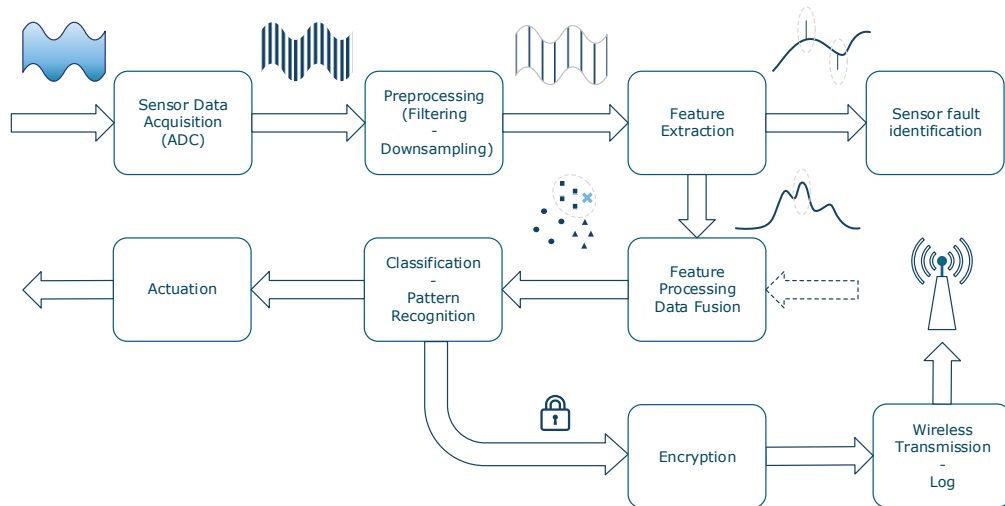 Sensor Data
Acquisition
(ADC)
Preprocessing
(Filtering
-
Downsampling)
Feature
Extraction
Sensor fault
identification
Actuation
Classification
-
Pattern
Recognition
Feature
Processing
Data Fusion
Encryption
Wireless
Transmission
-
Log